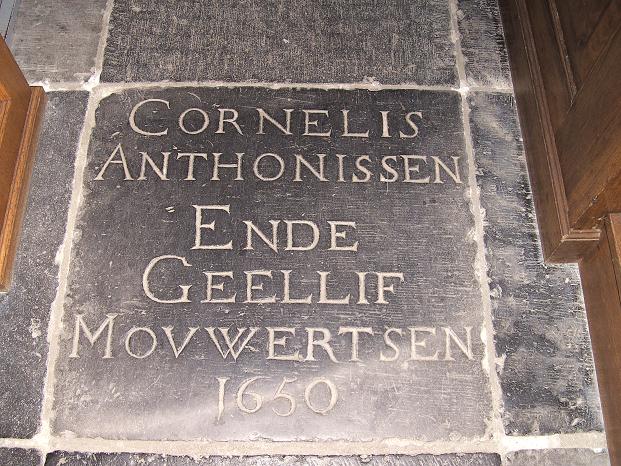 CORNELIS
ANTHONISSEN
ENDE
GEELLIF
MOVWERTSEN
1650